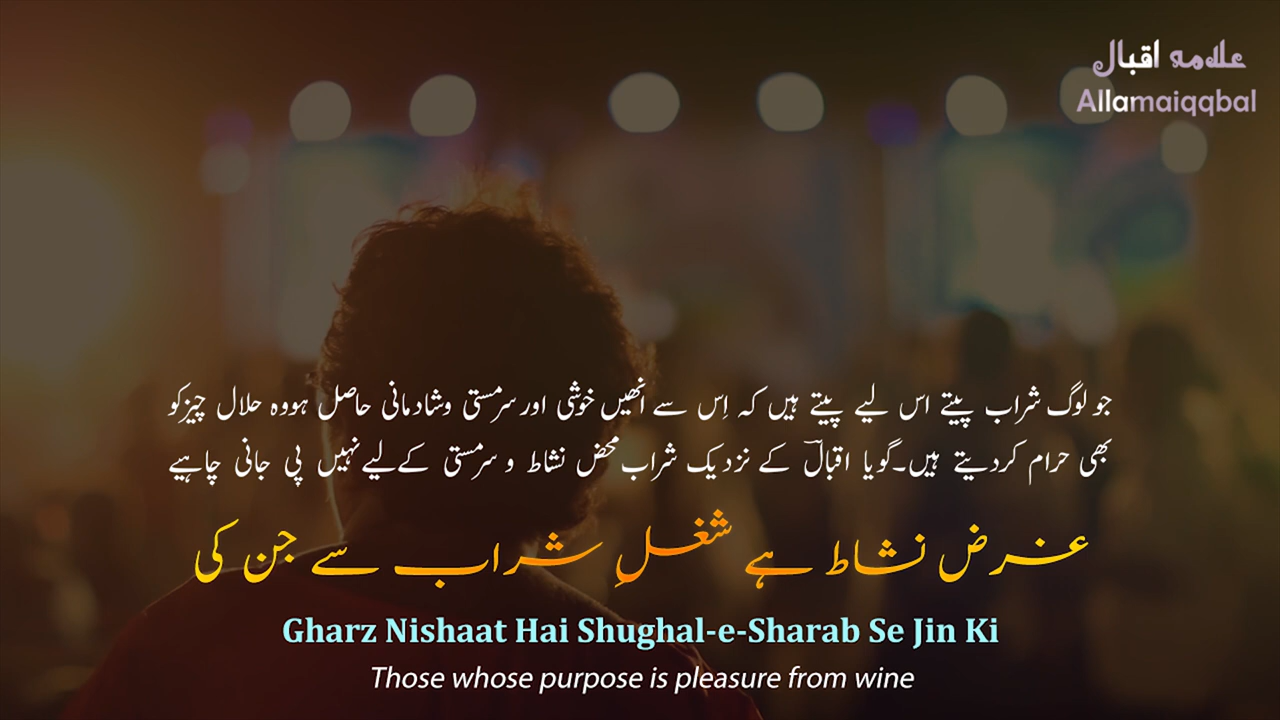 علامہ اقبال
Allamaiqqbal
جو لوگ شراب پیتے اس لیے پیتے ہیں کہ اِس سے انھیں خوشی اور سرمستی وشادمانی حاصل ہو وہ حلال چیز کو
بھی حرام کر دیتے ہیں۔ گویا اقبالؔ کے نزدیک شراب محض نشاط و سرمستی کے لیے نہیں پی جانی چاہیے
غرض نشاط ہے شغلِ شراب سے جن کی
Gharz Nishaat Hai Shughal-e-Sharab Se Jin Ki
Those whose purpose is pleasure from wine